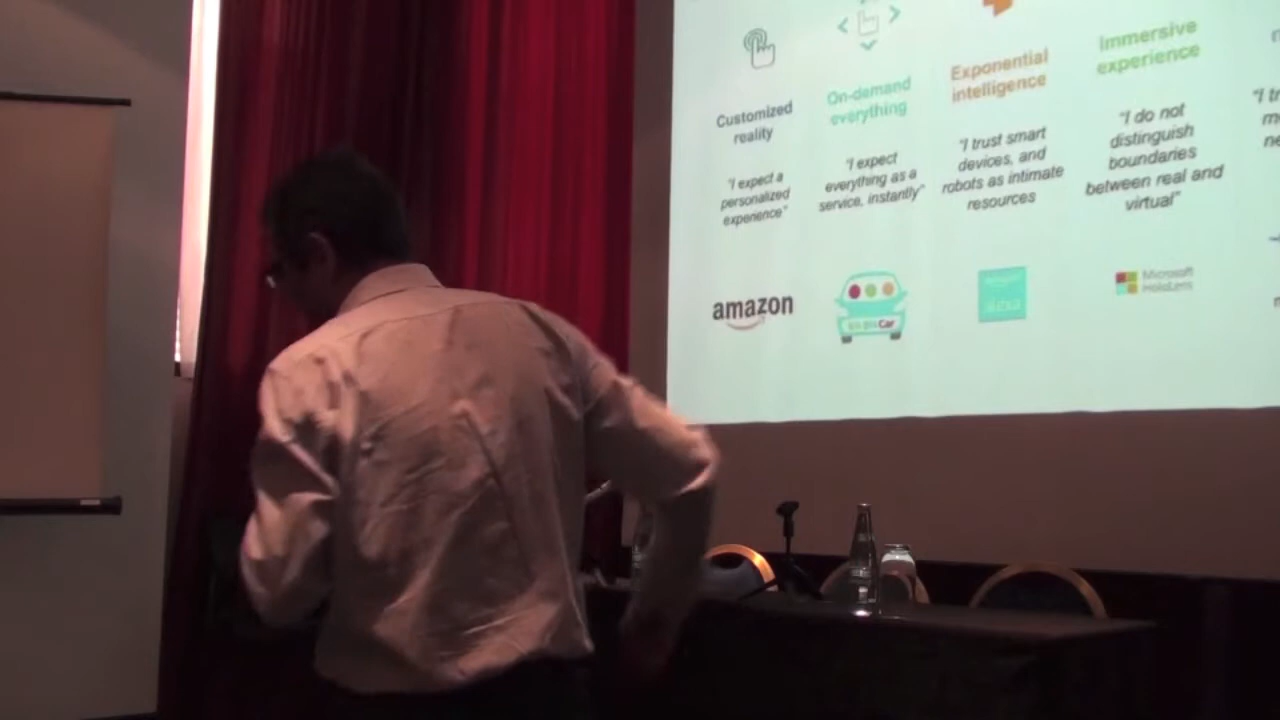 Customized
reality
"I expect a
personalized
experience"
amazon
On-demand
everything
"I expect
everything as a
service, instantly"
Exponential
intelligence
"I trust smart
devices, and
robots as intimate
resources
Immersive
experience
"I do not
distinguish
boundaries
between real and
virtual"
Microsoft
HoloLens